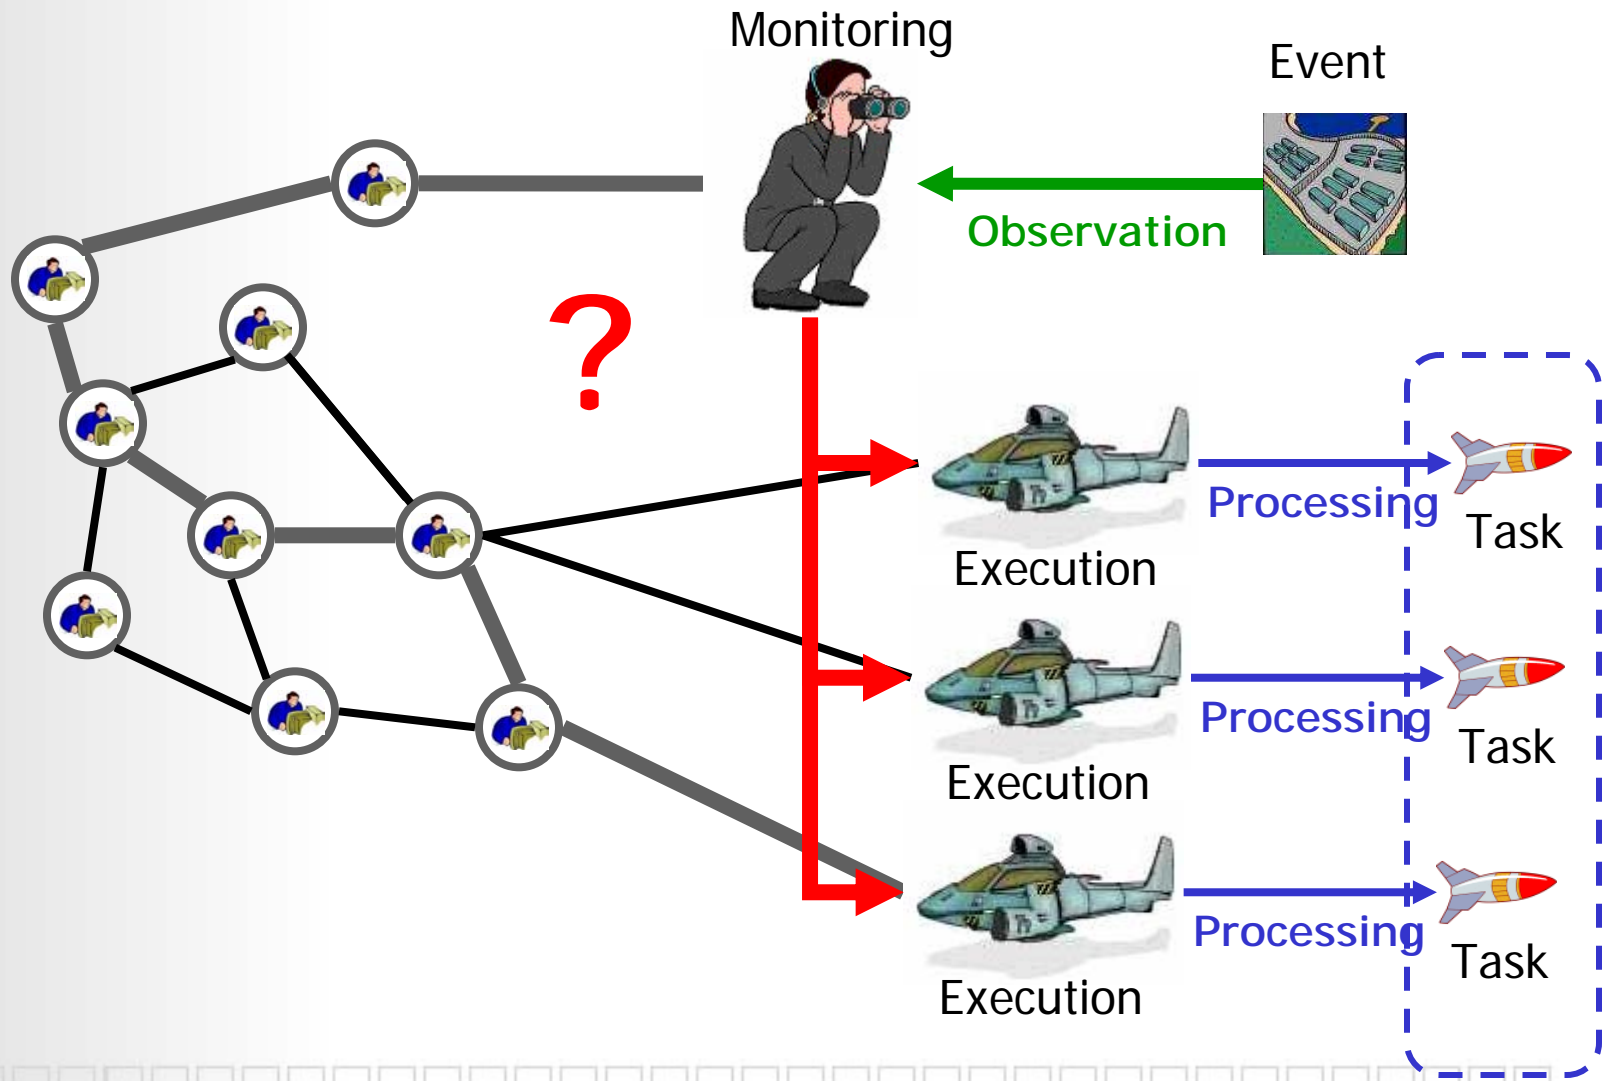 Monitoring
Event
Observation
?
Processing
Task
Execution
Processing
Task
Execution
Processing
Task
Execution